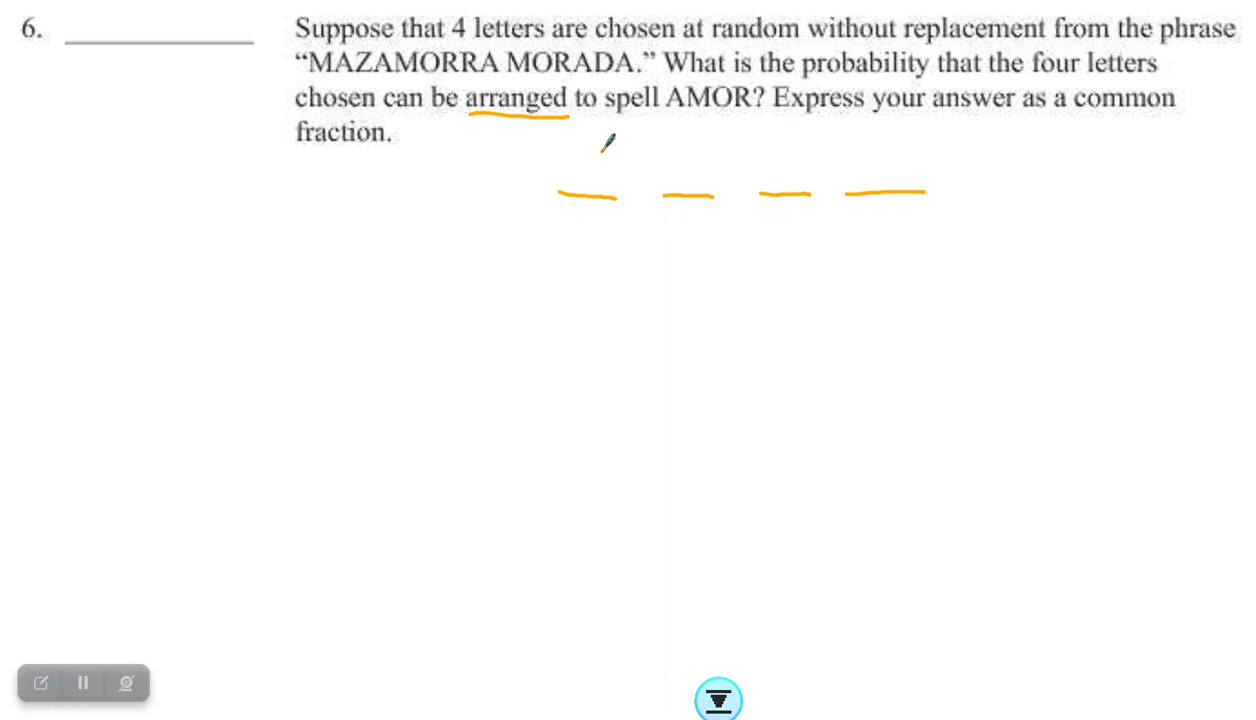 6. Suppose that 4 letters are chosen at random without replacement from the phrase
“MAZAMORRA MORADA.” What is the probability that the four letters
chosen can be arranged to spell AMOR? Express your answer as a common
fraction.